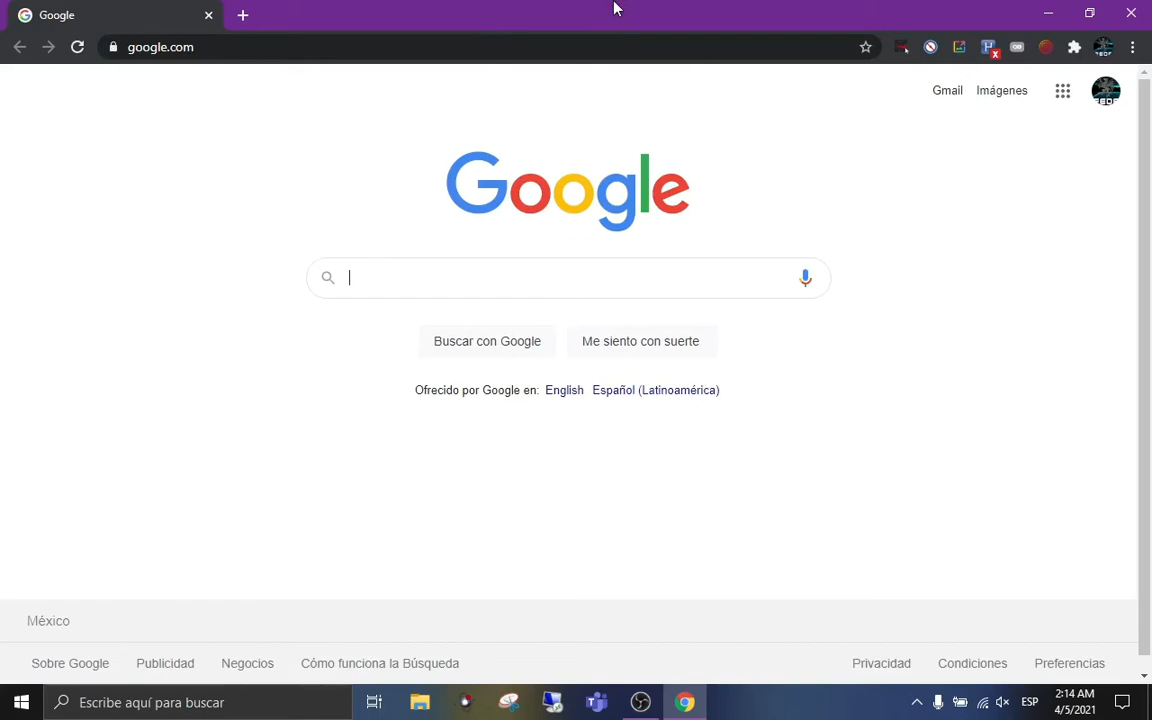 Google
google.com
Gmail Imágenes
Google
Buscar con Google Me siento con suerte
Ofrecido por Google en: English Español (Latinoamérica)
México
Sobre Google Publicidad Negocios Cómo funciona la Búsqueda Privacidad Condiciones Preferencias
Escribe aquí para buscar
ESP
2:14 AM
4/5/2021